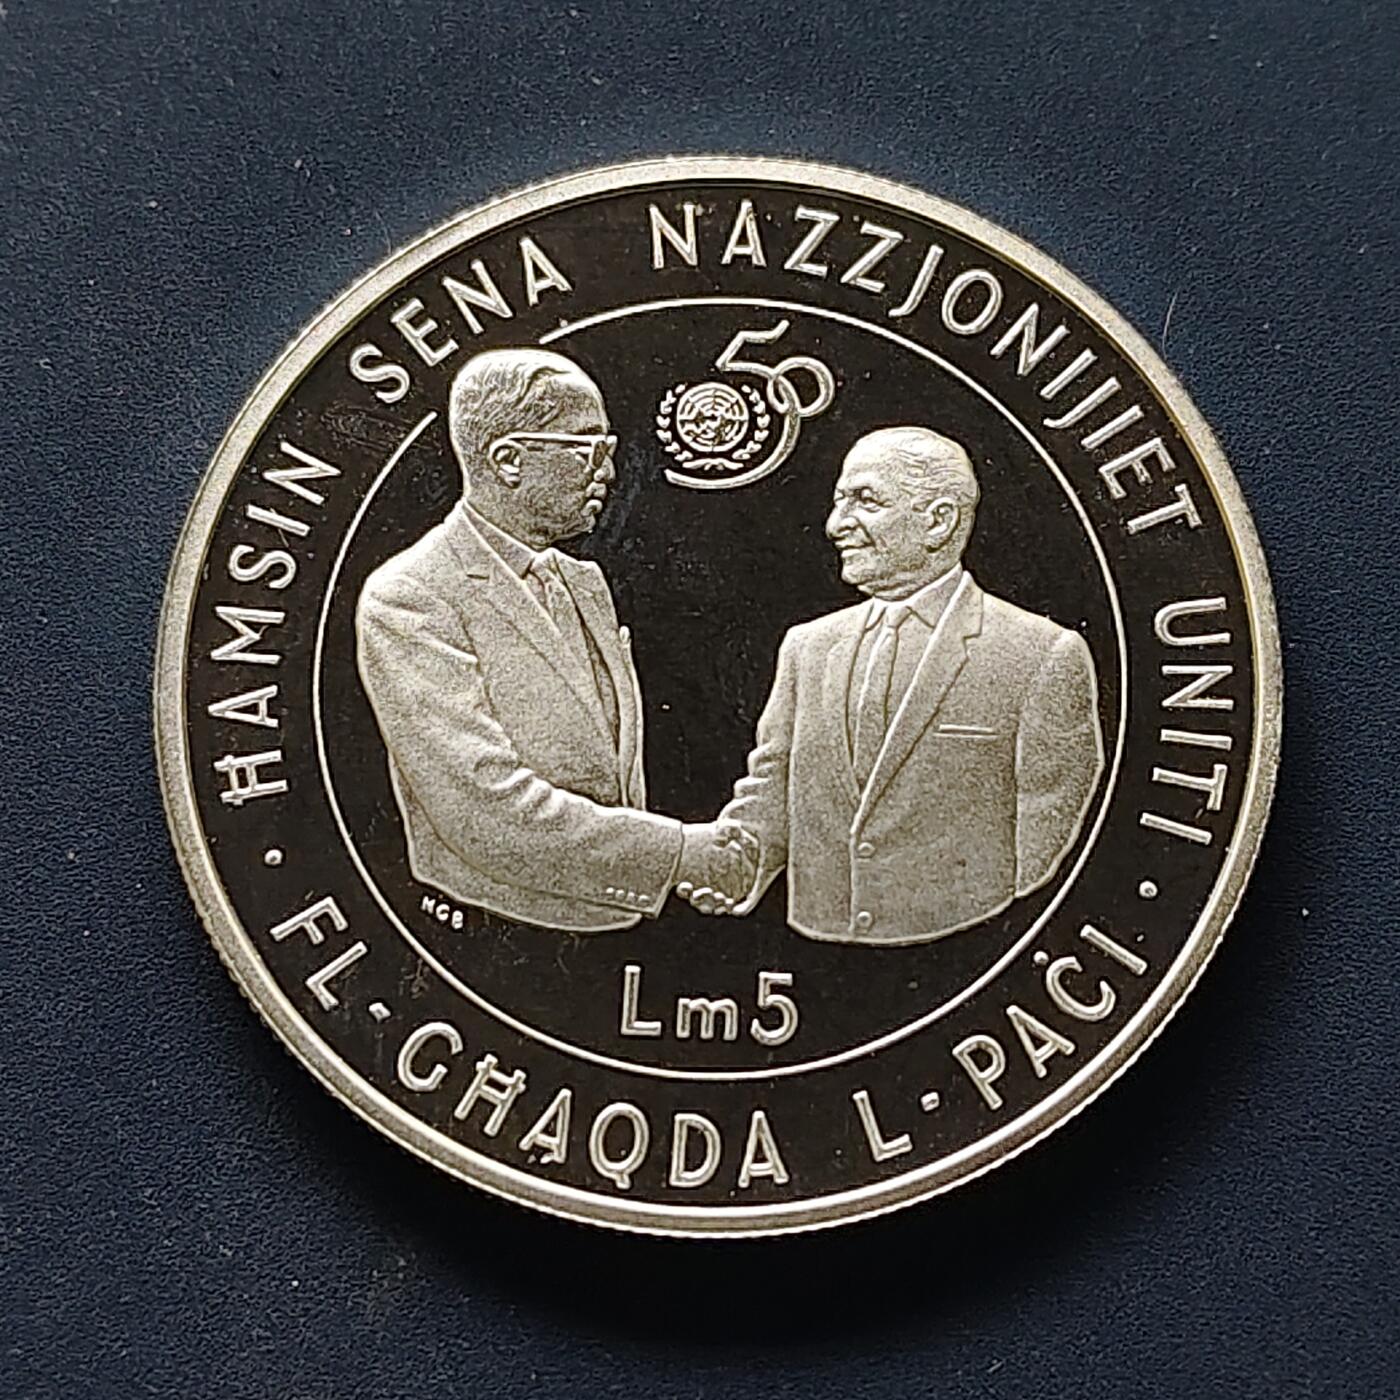 ĦAMSIN SENA NAZZJONIJIET UNITI
Lm5
FL-GĦAQDA L-PAĊI
NGB